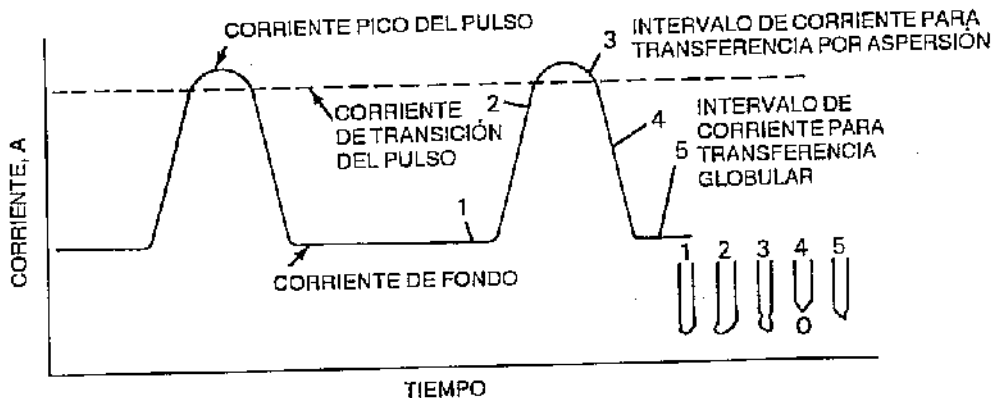 CORRIENTE PICO DEL PULSO
3 INTERVALO DE CORRIENTE PARA
TRANSFERENCIA POR ASPERSIÓN
2
CORRIENTE
DE TRANSICIÓN
DEL PULSO
4
INTERVALO DE
CORRIENTE PARA
5 TRANSFERENCIA
GLOBULAR
1
CORRIENTE DE FONDO
1 2 3 4 5
CORRIENTE, A
TIEMPO